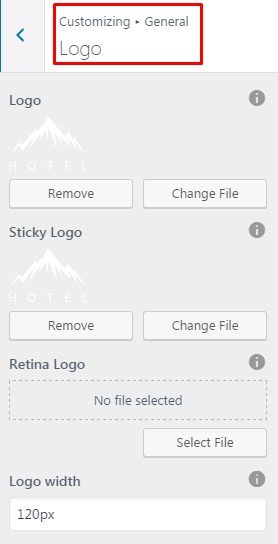 Customizing ▸ General
Logo
Logo
HOTEL
Remove Change File
Sticky Logo
HOTEL
Remove Change File
Retina Logo
No file selected
Select File
Logo width
120px